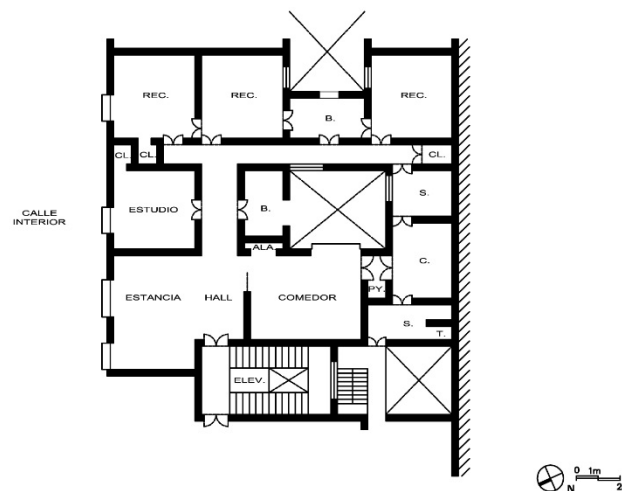 REC.
REC.
REC.
B.
CL.
CL.
CL.
S.
CALLE
INTERIOR
ESTUDIO
B.
ALA.
C.
PY.
ESTANCIA
HALL
COMEDOR
S.
T.
ELEV.
N
0 1m
2